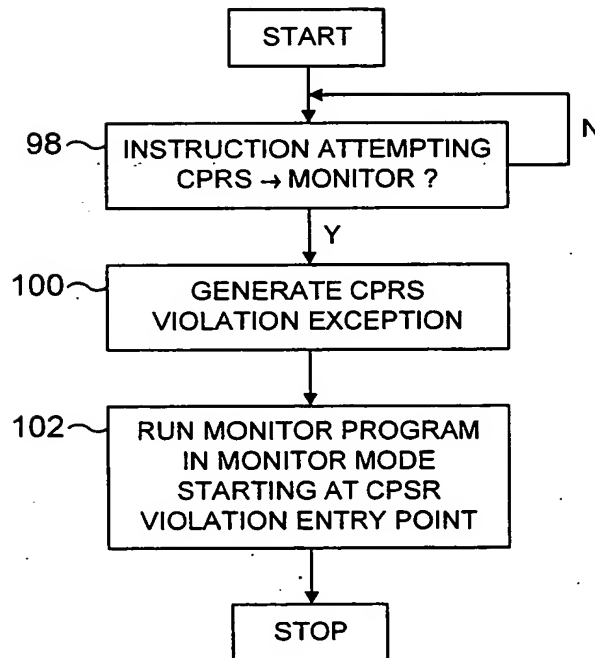 START
98
INSTRUCTION ATTEMPTING
CPRS → MONITOR ?
N
Y
100
GENERATE CPRS
VIOLATION EXCEPTION
102
RUN MONITOR PROGRAM
IN MONITOR MODE
STARTING AT CPSR
VIOLATION ENTRY POINT
STOP